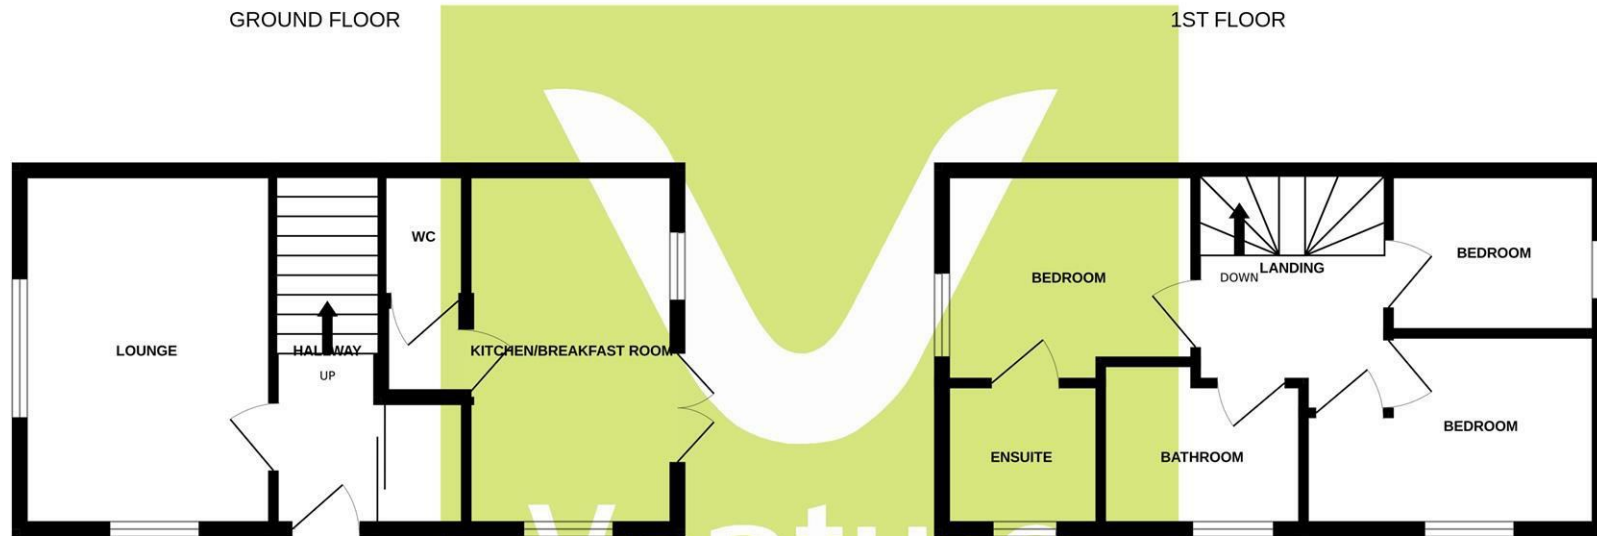 GROUND FLOOR
1ST FLOOR
WC
BEDROOM
BEDROOM
LANDING
DOWN
LOUNGE
HALLWAY
KITCHEN/BREAKFAST ROOM
UP
BEDROOM
ENSUITE
BATHROOM